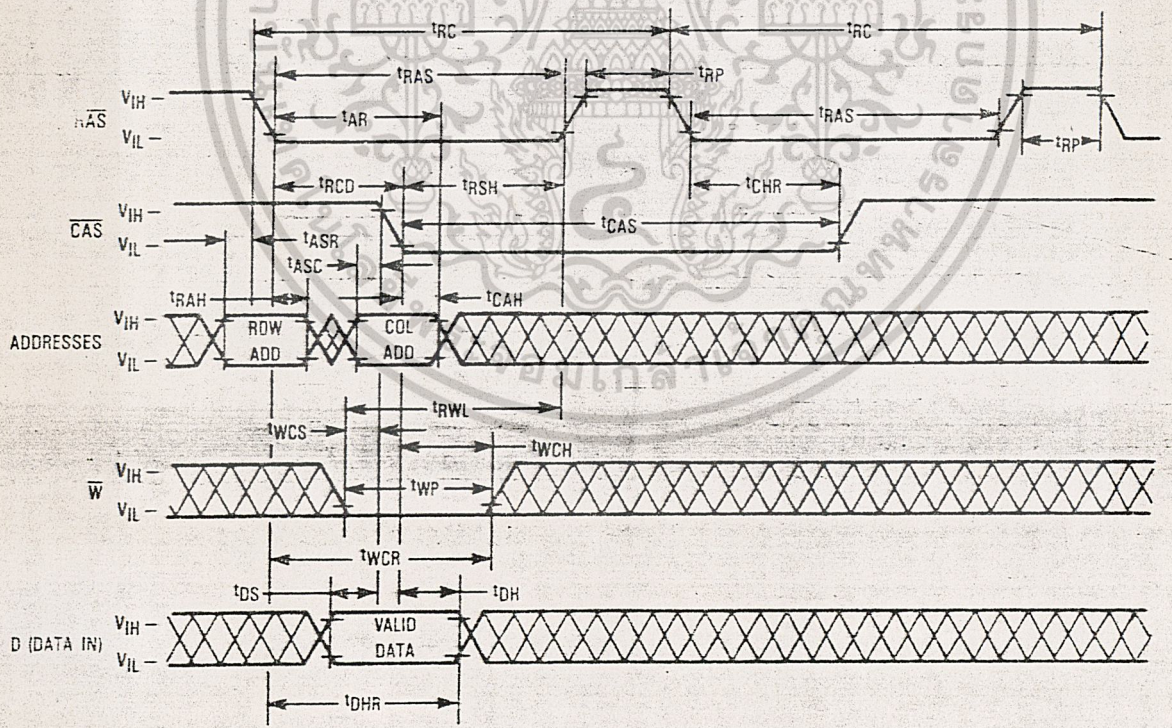 tRC
tRC
tRAS
tRP
VIH
RAS
tAR
tRAS
VIL
tRP
tRCD
tRSH
tCHR
VIH
CAS
tCAS
VIL
tASR
tASC
tRAH
tCAH
VIH
ROW
COL
ADDRESSES
VIL
ADD
ADD
tRWL
tWCS
tWCH
VIH
W
tWP
VIL
tWCR
tDS
tDH
VIH
VALID
D (DATA IN)
VIL
DATA
tDHR